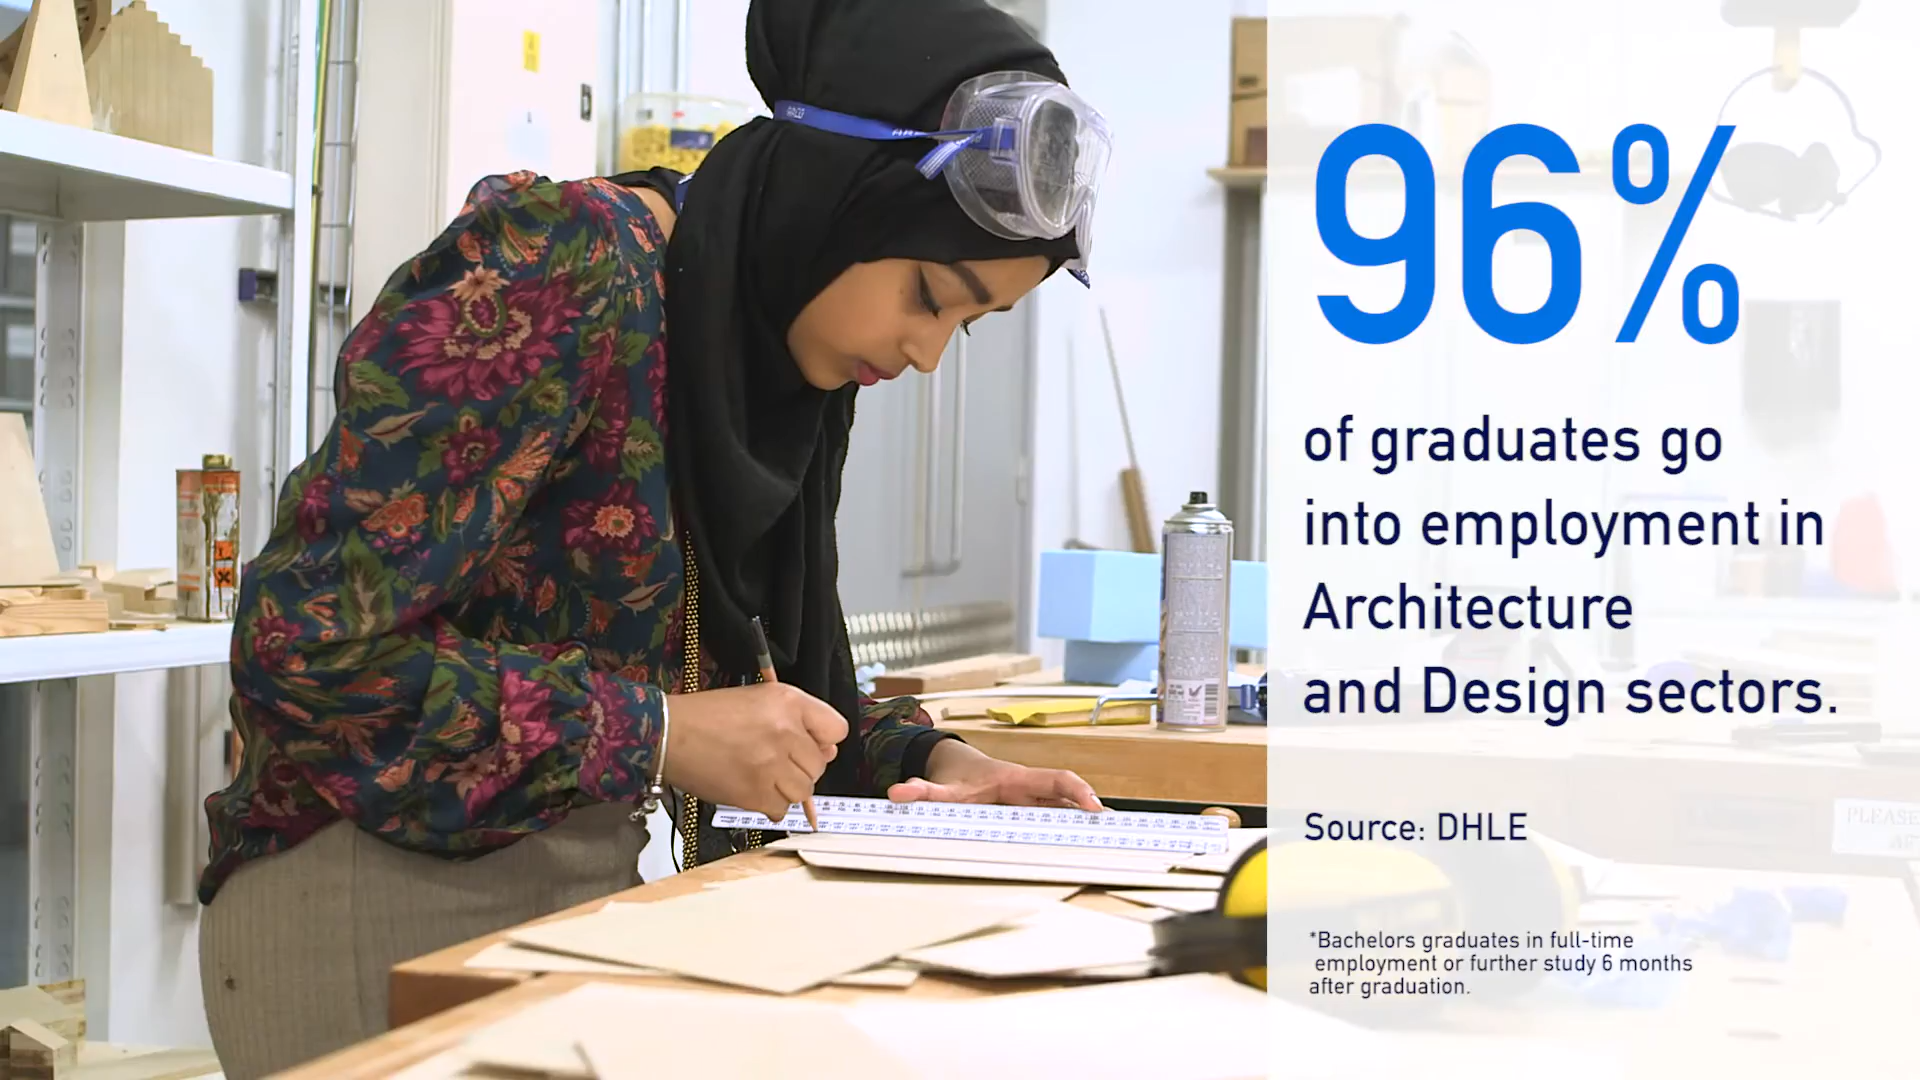 96%
of graduates go
into employment in
Architecture
and Design sectors.
Source: DHLE
*Bachelors graduates in full-time
employment or further study 6 months
after graduation.
PLEASE